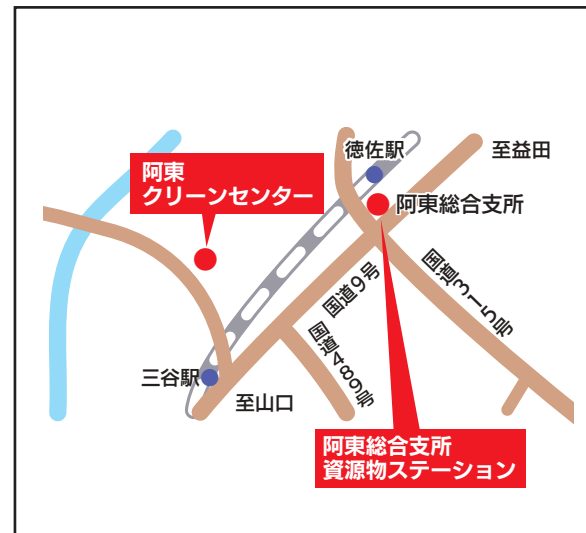 徳佐駅
至益田
阿東
クリーンセンター
阿東総合支所
国道9号
国道315号
国道489号
三谷駅
至山口
阿東総合支所
資源物ステーション